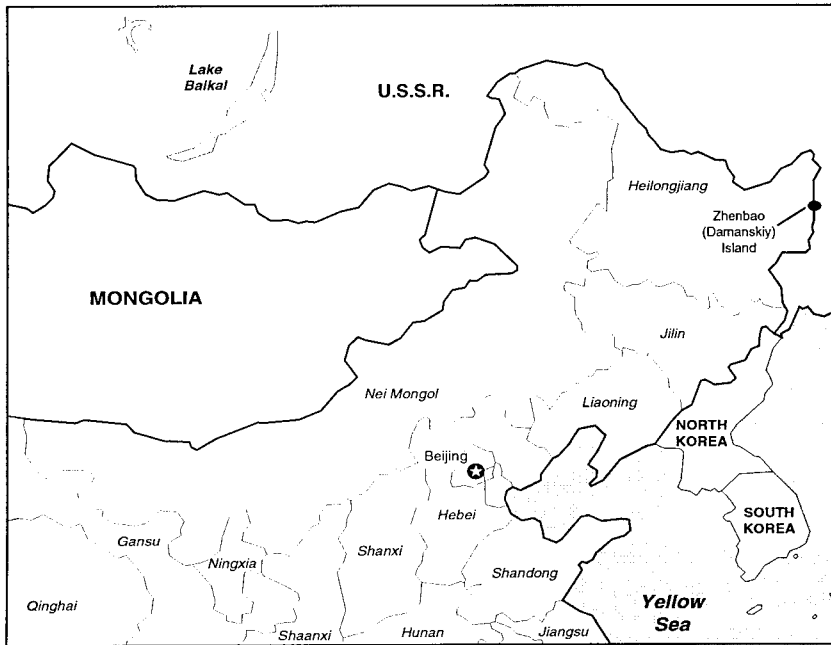 Lake
Baikal
U.S.S.R.
Heilongjiang
Zhenbao
(Damanskiy)
Island
MONGOLIA
Jilin
Nei Mongol
Liaoning
NORTH
KOREA
Beijing
Hebei
SOUTH
KOREA
Gansu
Ningxia
Shanxi
Shandong
Qinghai
Yellow
Sea
Shaanxi
Hunan
Jiangsu